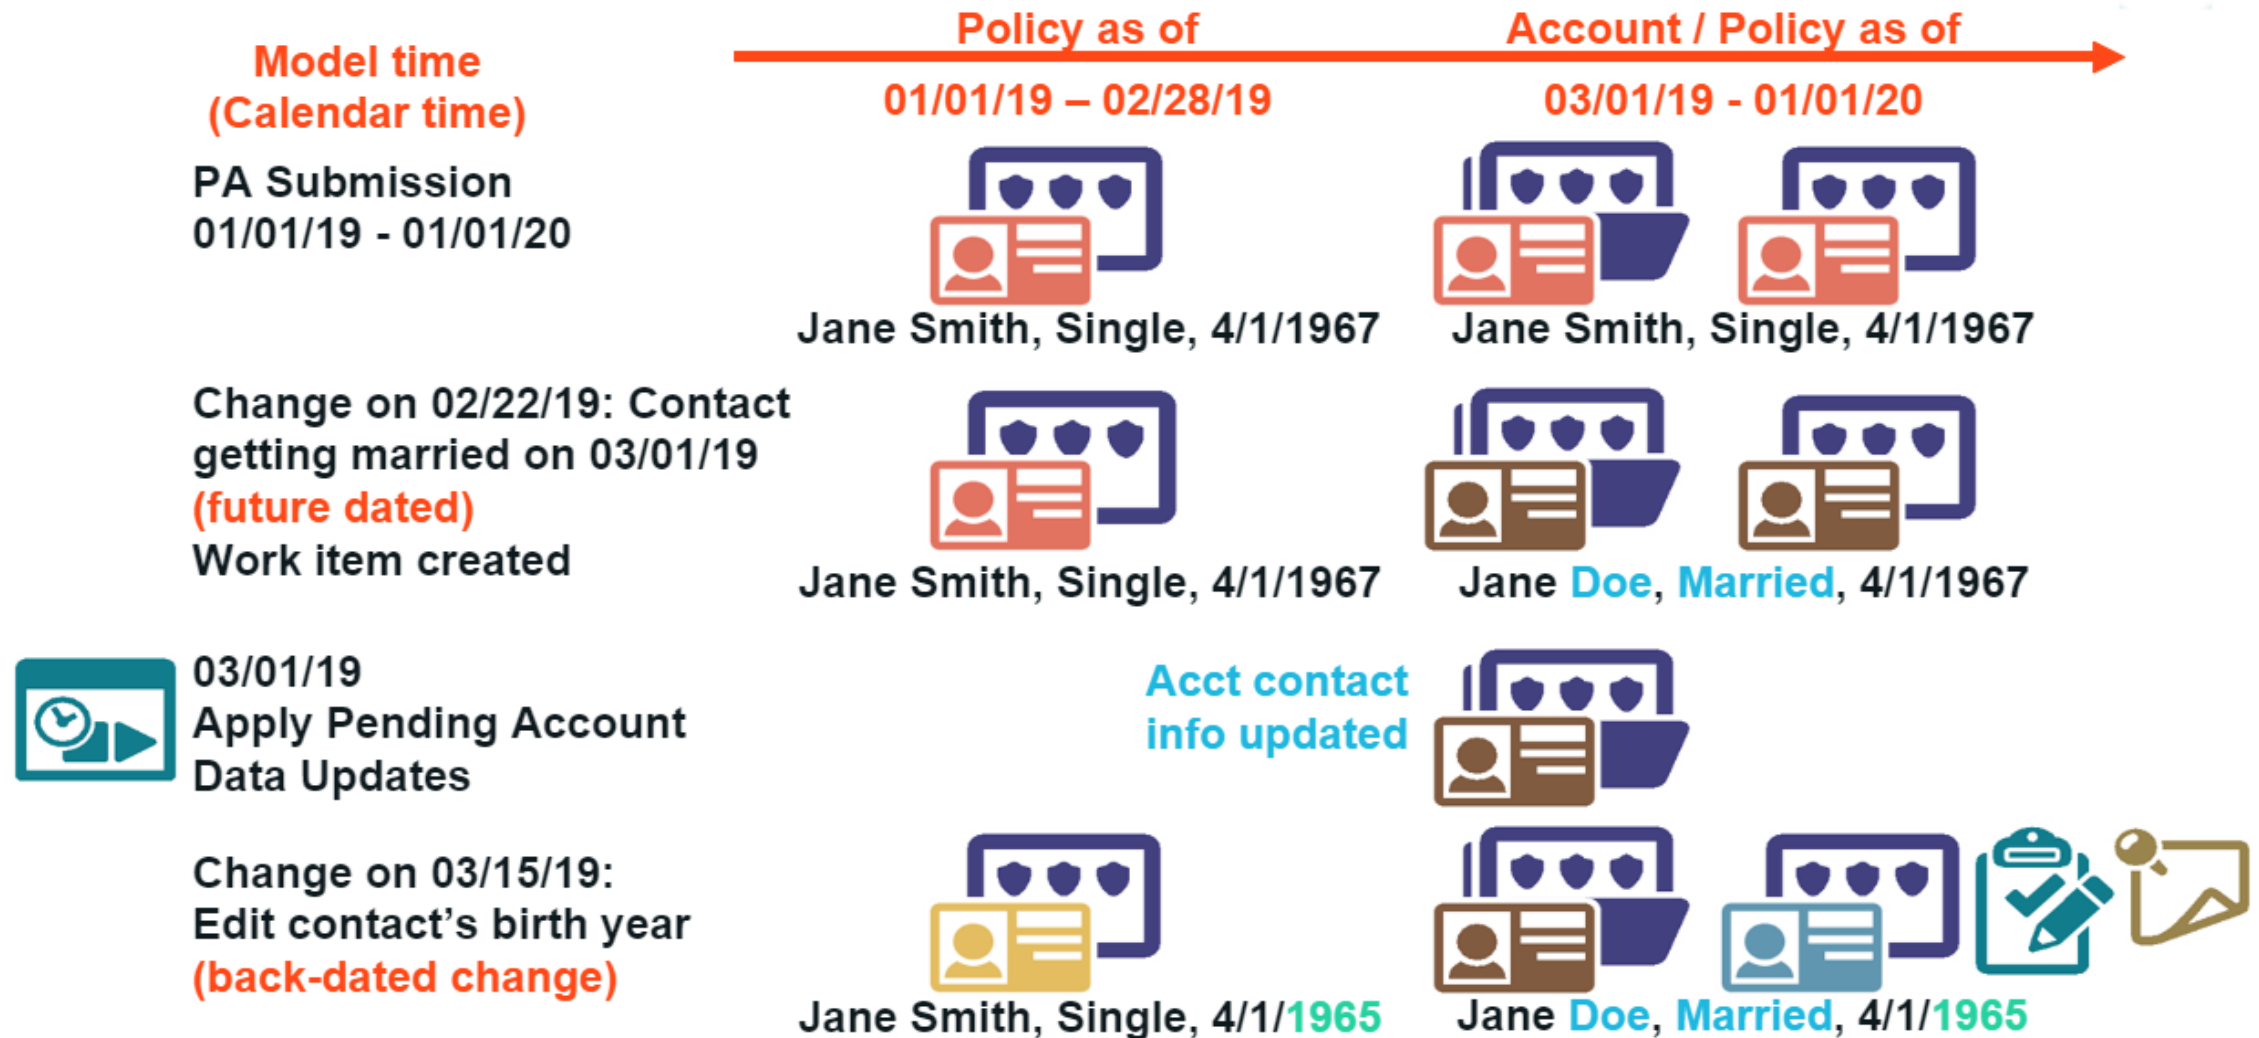 Model time
(Calendar time)
Policy as of
Account / Policy as of
01/01/19 – 02/28/19
03/01/19 - 01/01/20
PA Submission
01/01/19 - 01/01/20
Jane Smith, Single, 4/1/1967
Jane Smith, Single, 4/1/1967
Change on 02/22/19: Contact
getting married on 03/01/19
(future dated)
Work item created
Jane Smith, Single, 4/1/1967
Jane Doe, Married, 4/1/1967
03/01/19
Apply Pending Account
Data Updates
Acct contact
info updated
Change on 03/15/19:
Edit contact’s birth year
(back-dated change)
Jane Smith, Single, 4/1/1965
Jane Doe, Married, 4/1/1965